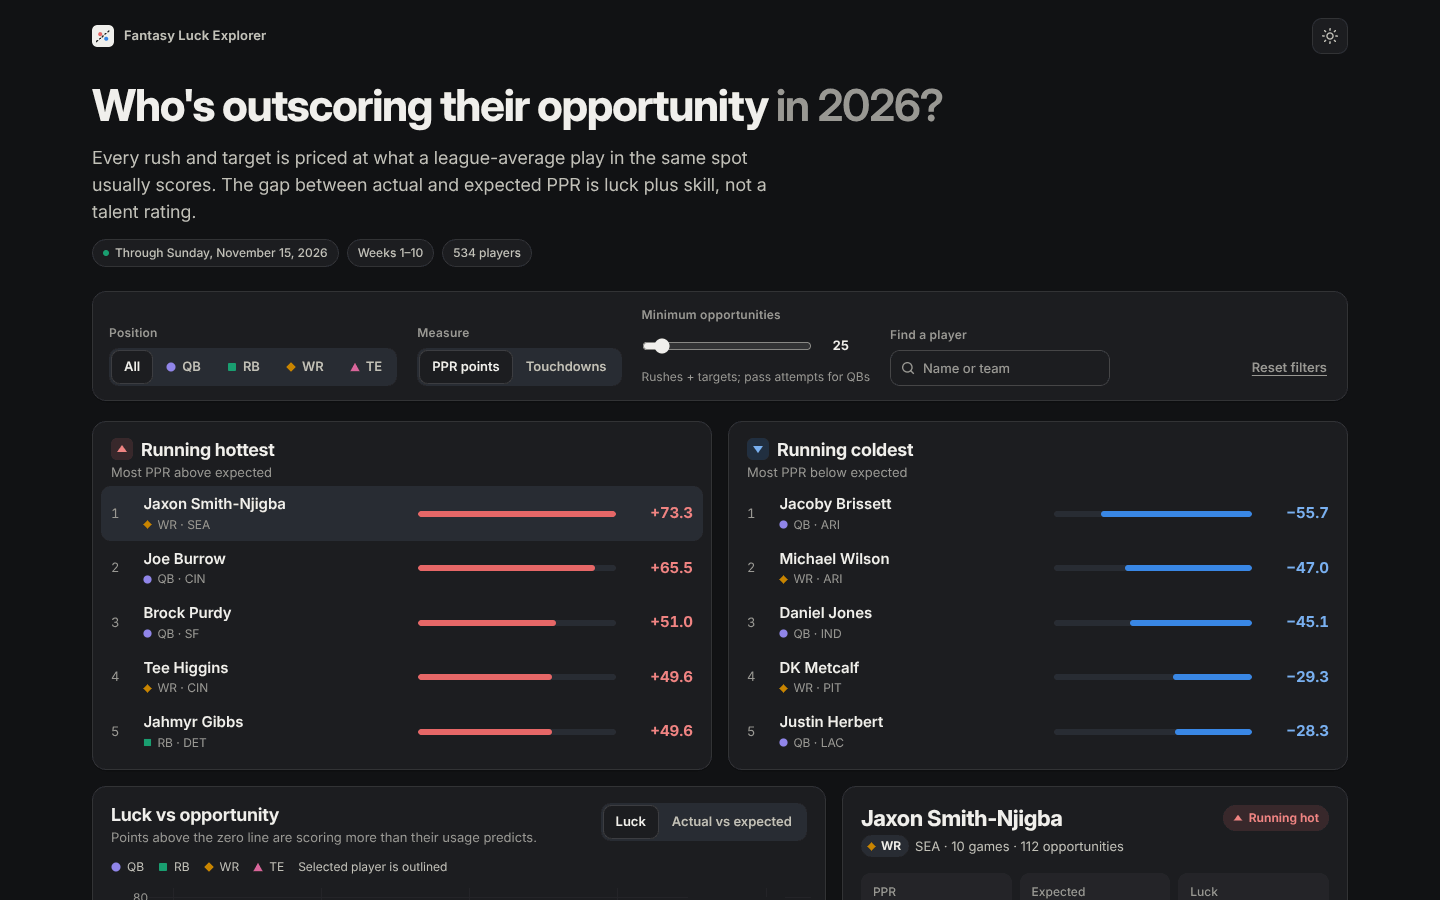 Fantasy Luck Explorer
Who's outscoring their opportunity in 2026?
Every rush and target is priced at what a league-average play in the same spot
usually scores. The gap between actual and expected PPR is luck plus skill, not a
talent rating.
Through Sunday, November 15, 2026
Weeks 1–10
534 players
Position
All
QB
RB
WR
TE
Measure
PPR points
Touchdowns
Minimum opportunities
25
Rushes + targets; pass attempts for QBs
Find a player
Name or team
Reset filters
Running hottest
Most PPR above expected
1
Jaxon Smith-Njigba
WR · SEA
+73.3
2
Joe Burrow
QB · CIN
+65.5
3
Brock Purdy
QB · SF
+51.0
4
Tee Higgins
WR · CIN
+49.6
5
Jahmyr Gibbs
RB · DET
+49.6
Running coldest
Most PPR below expected
1
Jacoby Brissett
QB · ARI
−55.7
2
Michael Wilson
WR · ARI
−47.0
3
Daniel Jones
QB · IND
−45.1
4
DK Metcalf
WR · PIT
−29.3
5
Justin Herbert
QB · LAC
−28.3
Luck vs opportunity
Points above the zero line are scoring more than their usage predicts.
Luck
Actual vs expected
QB
RB
WR
TE
Selected player is outlined
80
Jaxon Smith-Njigba
Running hot
WR
SEA · 10 games · 112 opportunities
PPR
Expected
Luck